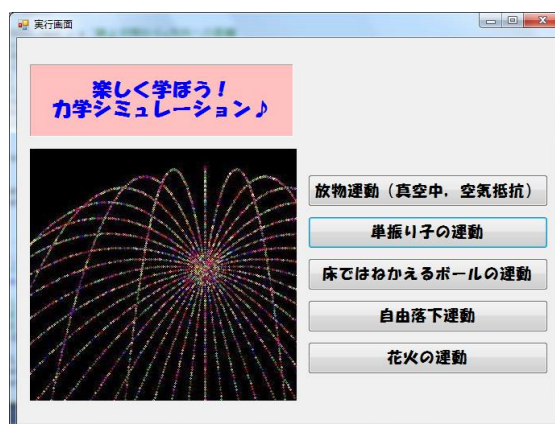 実行画面
楽しく学ぼう!
力学シミュレーション♪
放物運動(真空中,空気抵抗)
単振り子の運動
床ではねかえるボールの運動
自由落下運動
花火の運動